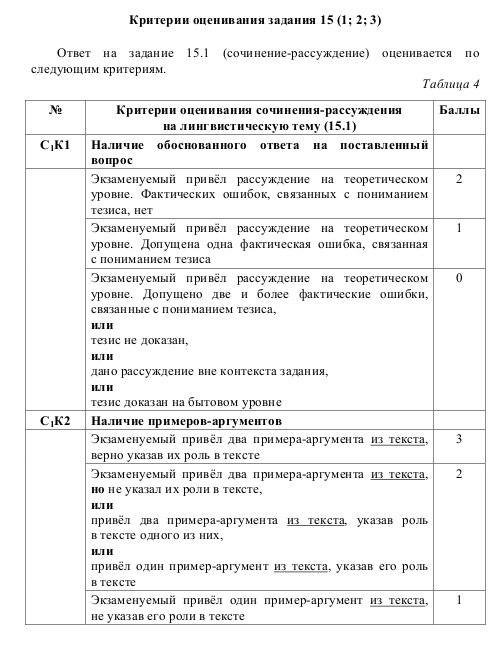 Критерии оценивания задания 15 (1; 2; 3)
Ответ на задание 15.1 (сочинение-рассуждение) оценивается по
следующим критериям.
Таблица 4
№
Критерии оценивания сочинения-рассуждения
на лингвистическую тему (15.1)
Баллы
С1К1
Наличие обоснованного ответа на поставленный
вопрос
Экзаменуемый привёл рассуждение на теоретическом
уровне. Фактических ошибок, связанных с пониманием
тезиса, нет
2
Экзаменуемый привёл рассуждение на теоретическом
уровне. Допущена одна фактическая ошибка, связанная
с пониманием тезиса
1
Экзаменуемый привёл рассуждение на теоретическом
уровне. Допущено две и более фактические ошибки,
связанные с пониманием тезиса,
или
тезис не доказан,
или
дано рассуждение вне контекста задания,
или
тезис доказан на бытовом уровне
0
С1К2
Наличие примеров-аргументов
Экзаменуемый привёл два примера-аргумента из текста,
верно указав их роль в тексте
3
Экзаменуемый привёл два примера-аргумента из текста,
но не указал их роли в тексте,
или
привёл два примера-аргумента из текста, указав роль
в тексте одного из них,
или
привёл один пример-аргумент из текста, указав его роль
в тексте
2
Экзаменуемый привёл один пример-аргумент из текста,
не указав его роли в тексте
1